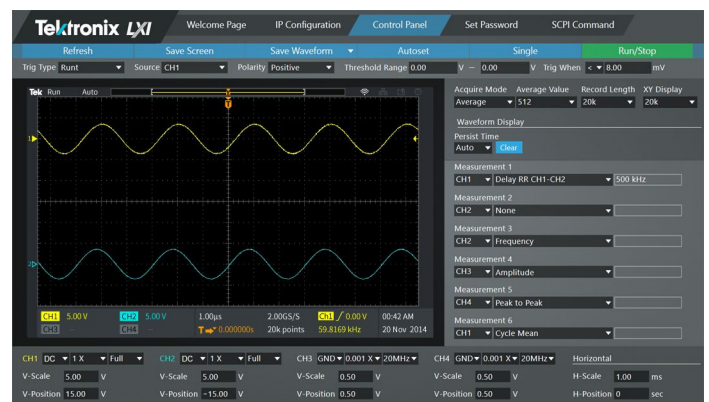 Tektronix LXI Welcome Page IP Configuration Control Panel Set Password SCPI Command
Refresh Save Screen Save Waveform Autoset Single Run/Stop
Trig Type Runt Source CH1 Polarity Positive Threshold Range 0.00 V – 0.00 V Trig When < 8.00 mV
Tek Run Auto
T
Acquire Mode Average Value Record Length XY Display
Average 512 20k 20k
Waveform Display
Persist Time
Auto Clear
Measurement 1
CH1 Delay RR CH1-CH2 500 kHz
Measurement 2
CH2 None
Measurement 3
CH2 Frequency
Measurement 4
CH3 Amplitude
Measurement 5
CH4 Peak to Peak
Measurement 6
CH1 Cycle Mean
1
2
CH1 5.00 V CH2 5.00 V 1.00µs 2.00GS/S Ch1 / 0.00 V 00:42 AM
CH3 -- CH4 -- T 0.000000s 20k points 59.8169 kHz 20 Nov 2014
CH1 DC 1 X Full CH2 DC 1 X Full CH3 GND 0.001 X 20MHz CH4 GND 0.001 X 20MHz Horizontal
V-Scale 5.00 V V-Scale 5.00 V V-Scale 0.50 V V-Scale 0.50 V H-Scale 1.00 ms
V-Position 15.00 V V-Position -15.00 V V-Position 0.50 V V-Position 0.50 V H-Position 0 sec